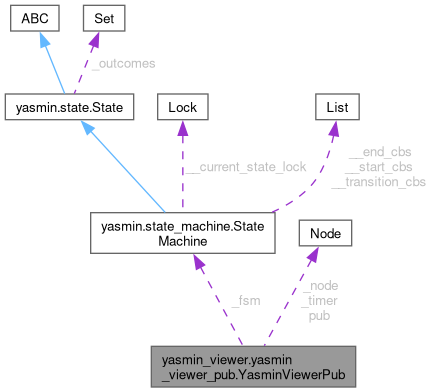 ABC
Set
_outcomes
yasmin.state.State
Lock
List
__current_state_lock
__end_cbs
__start_cbs
__transition_cbs
yasmin.state_machine.State
Machine
Node
_fsm
_node
_timer
pub
yasmin_viewer.yasmin
_viewer_pub.YasminViewerPub